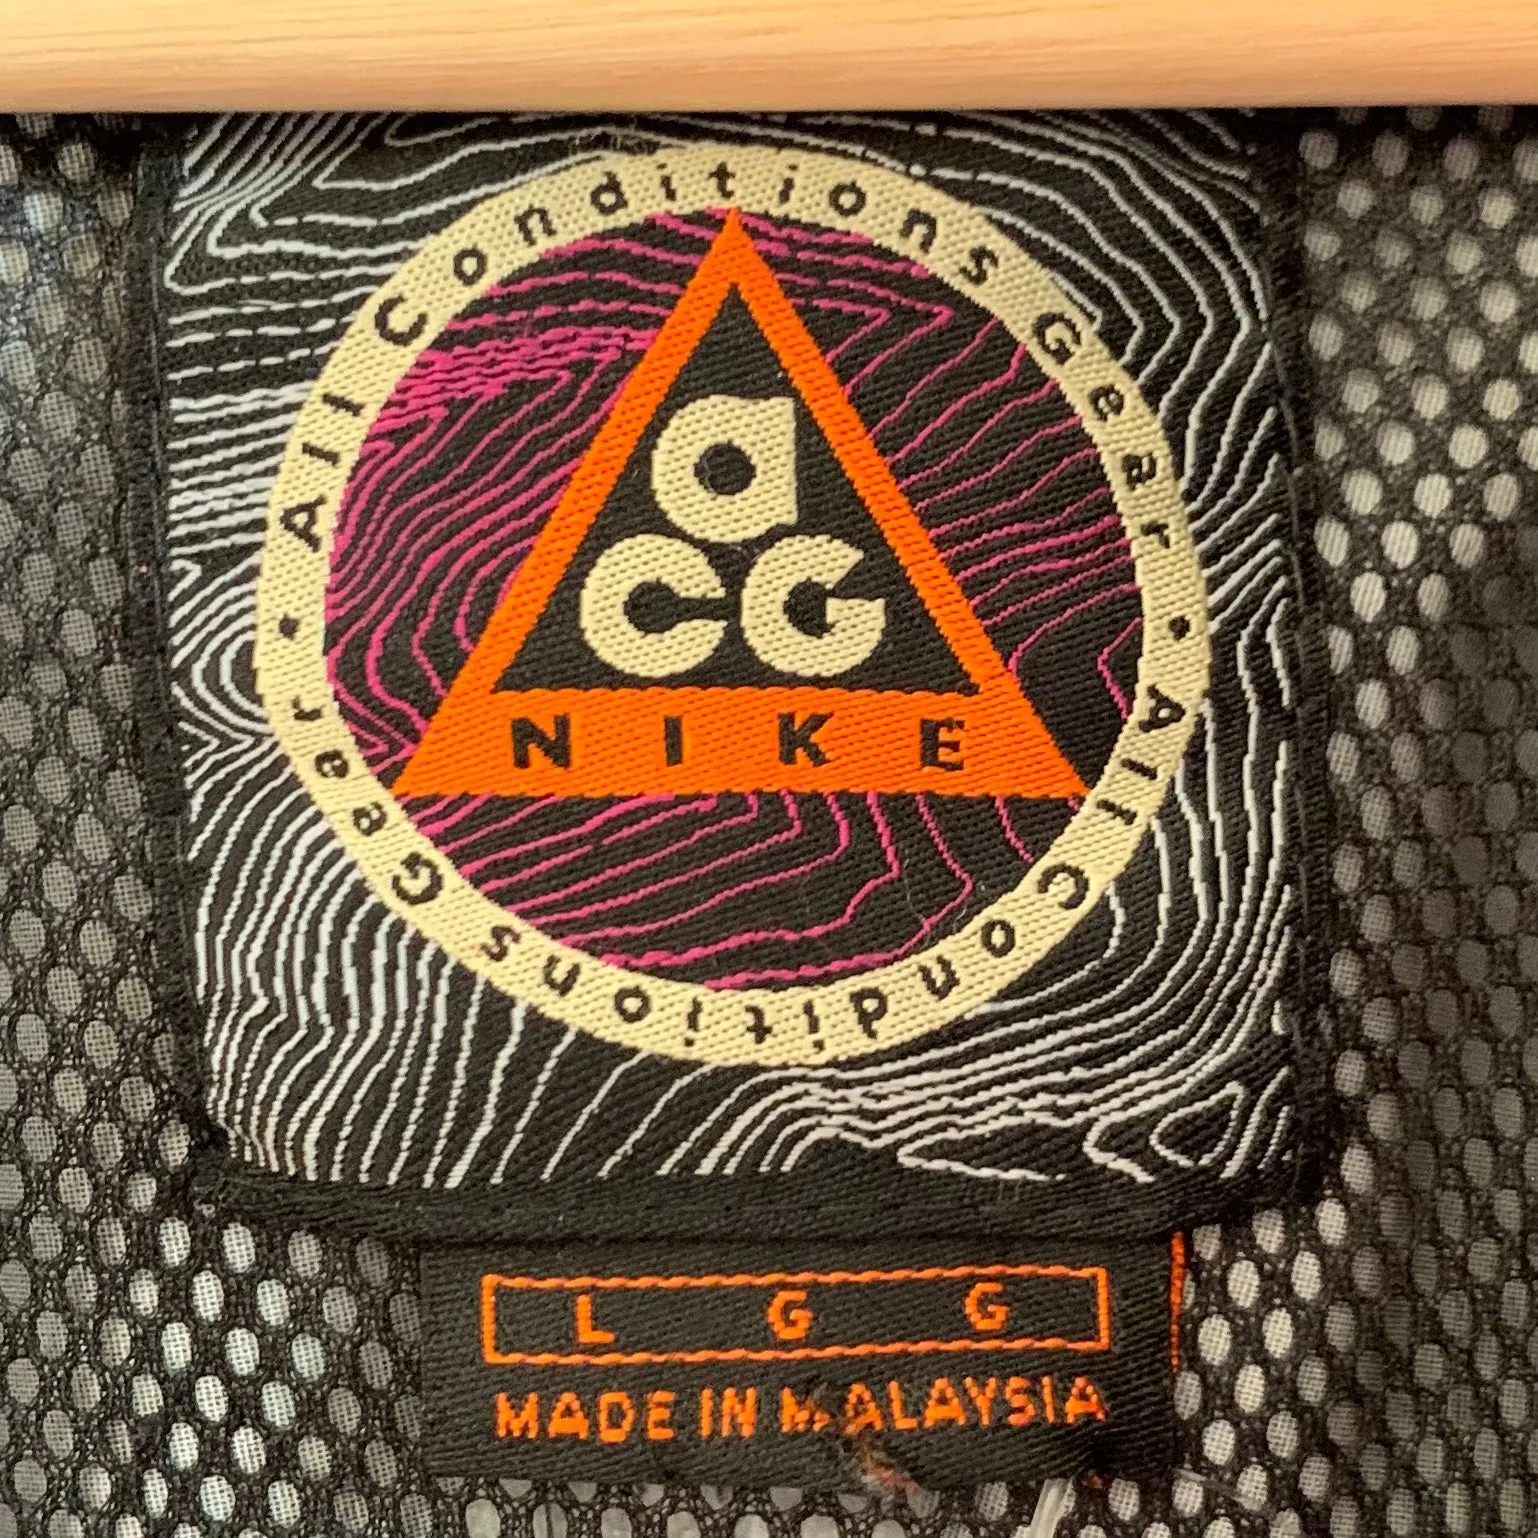 All Conditions Gear • All Conditions Gear •
acG
NIKE
L G G
MADE IN MALAYSIA